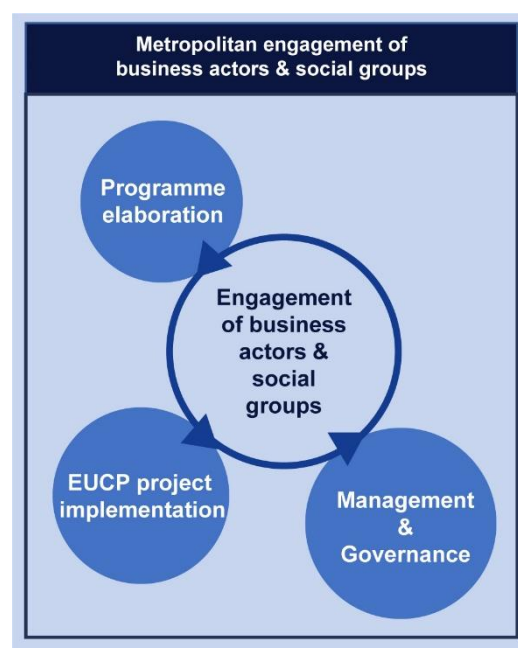 Metropolitan engagement of
business actors & social groups
Programme
elaboration
Engagement
of business
actors &
social
groups
EUCP project
implementation
Management
&
Governance